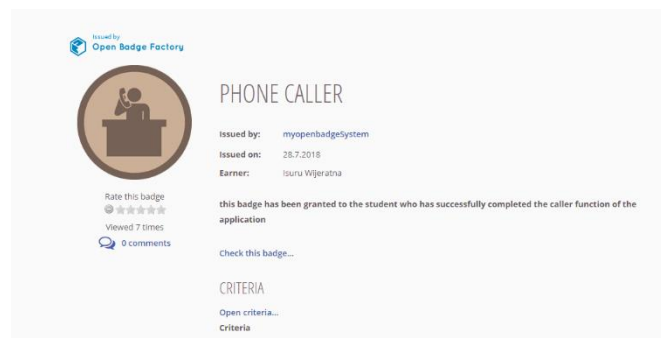 Issued by
Open Badge Factory
PHONE CALLER
Issued by: myopenbadgeSystem
Issued on: 28.7.2018
Earner: Isuru Wijeratna
Rate this badge
Viewed 7 times
0 comments
this badge has been granted to the student who has successfully completed the caller function of the
application
Check this badge...
CRITERIA
Open criteria...
Criteria